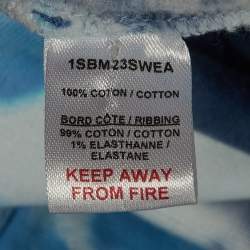 1SBM23SWEA
100% COTON / COTTON
BORD CÔTE / RIBBING
99% COTON / COTTON
1% ELASTHANNE /
ELASTANE
KEEP AWAY
FROM FIRE